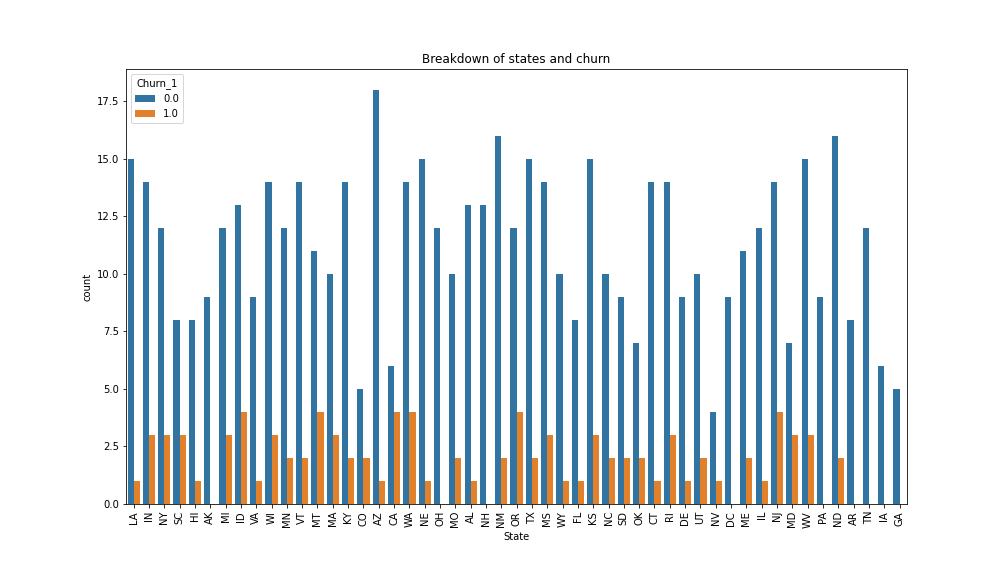 Breakdown of states and churn
Churn_1
0.0
1.0
17.5
15.0
12.5
10.0
7.5
5.0
2.5
0.0
count
LA IN NY SC HI AK MI ID VA WI MN VT MT MA KY CO AZ CA WA NE OH MO AL NH NM OR TX MS WY FL KS NC SD OK CT RI DE UT NV DC ME IL NJ MD WV PA ND AR TN IA GA
State